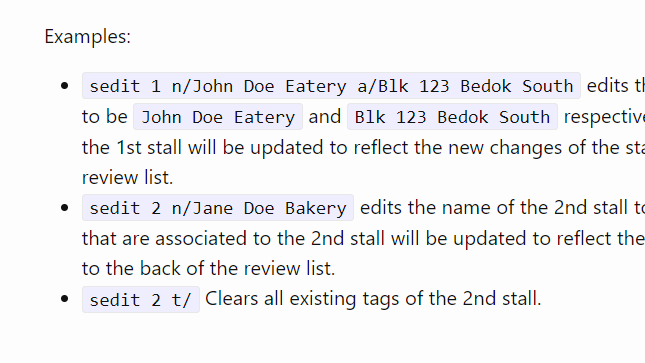 Examples:
sedit 1 n/John Doe Eatery a/Blk 123 Bedok South edits
to be John Doe Eatery and Blk 123 Bedok South
the 1st stall will be updated to reflect the new changes of the
review list.
sedit 2 n/Jane Doe Bakery edits the name of the 2nd stall
that are associated to the 2nd stall will be updated to reflect the
to the back of the review list.
sedit 2 t/ Clears all existing tags of the 2nd stall.